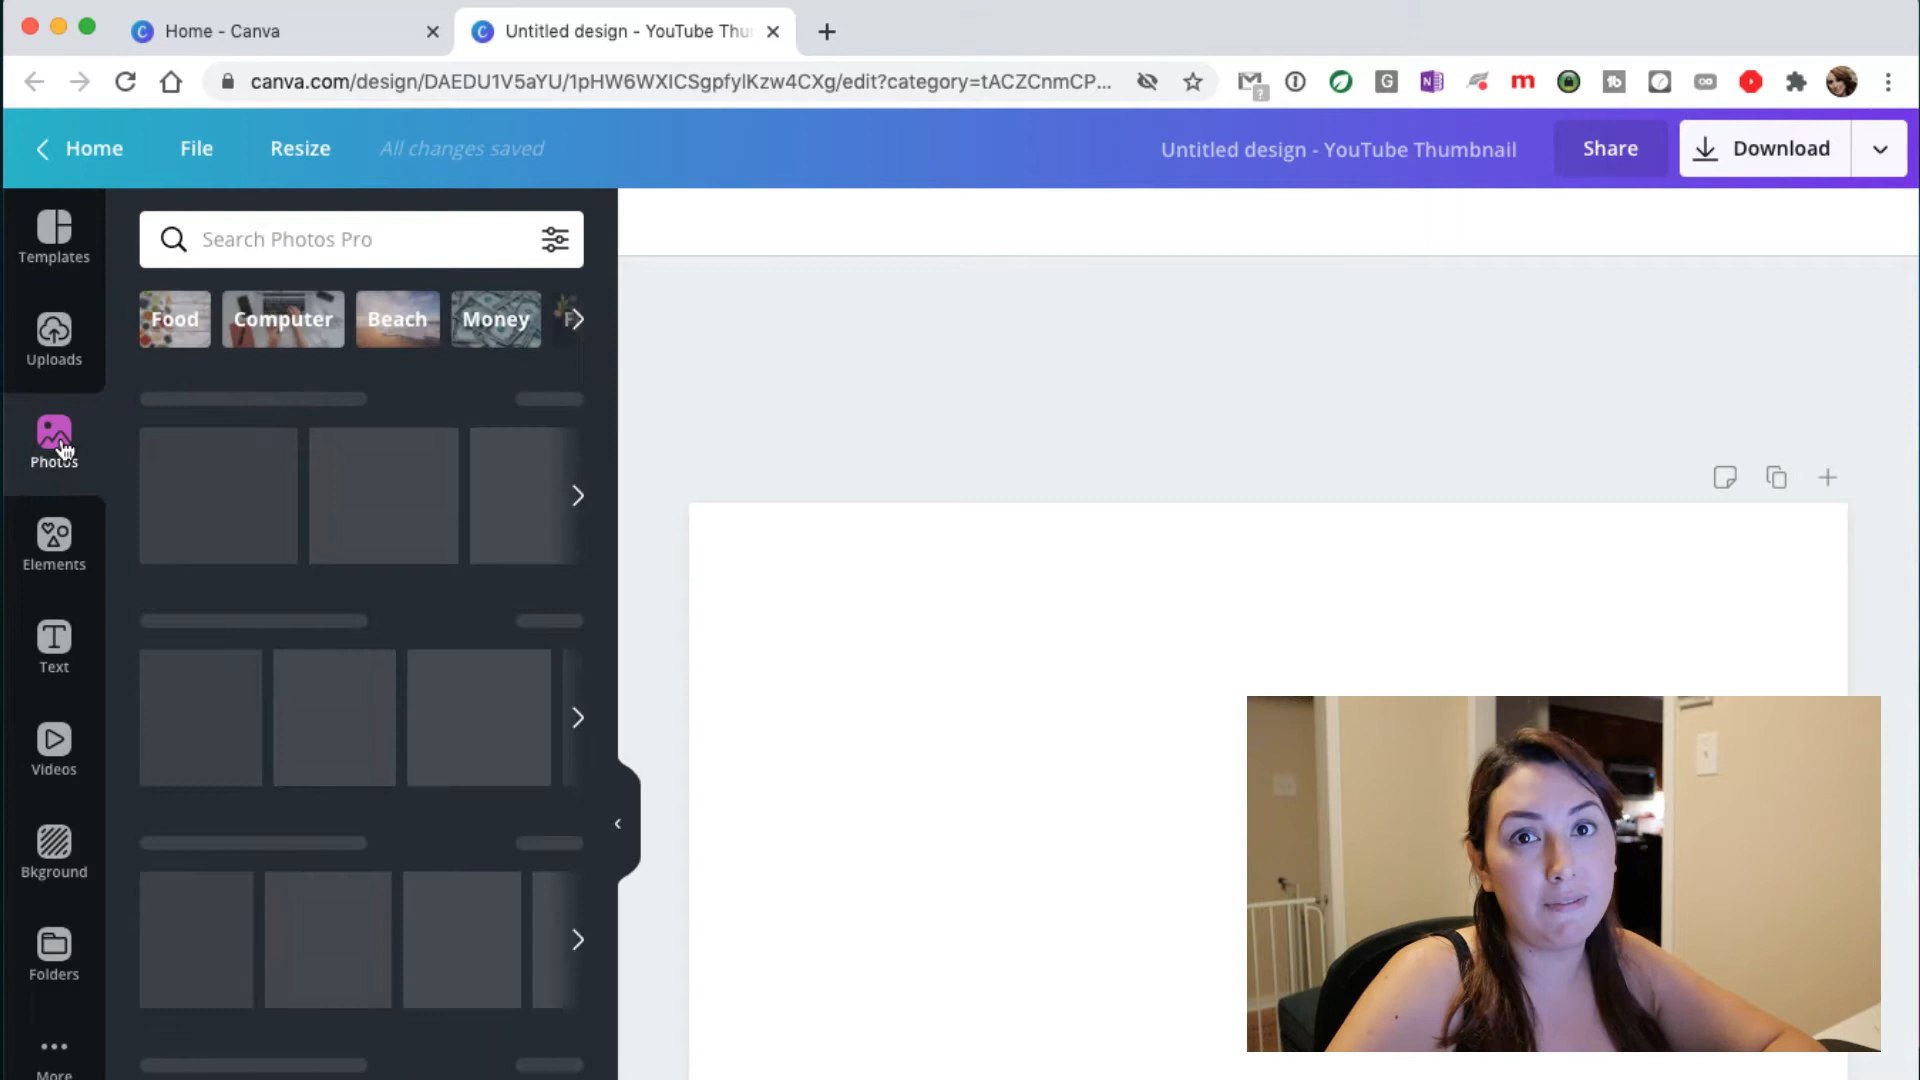 Home - Canva
Untitled design - YouTube Thu
canva.com/design/DAEDU1V5aYU/1pHW6WXICSgpfylKzw4CXg/edit?category=tACZCnmCP...
Home
File
Resize
All changes saved
Untitled design - YouTube Thumbnail
Share
Download
Templates
Search Photos Pro
Food
Computer
Beach
Money
F
Uploads
Photos
Elements
Text
Videos
Bkground
Folders
More